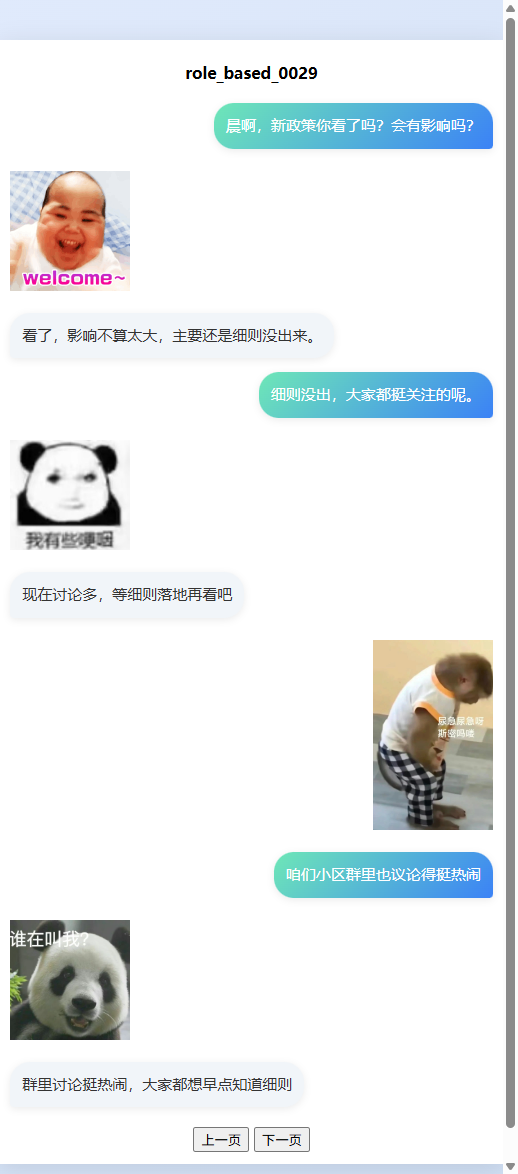 role_based_0029
晨啊，新政策你看了吗？会有影响吗？
welcome~
看了，影响不算太大，主要还是细则没出来。
细则没出，大家都挺关注的呢。
我有些哽咽
现在讨论多，等细则落地再看吧
尿急尿急呀
斯密吗喽
咱们小区群里也议论得挺热闹
谁在叫我?
群里讨论挺热闹，大家都想早点知道细则
上一页 下一页